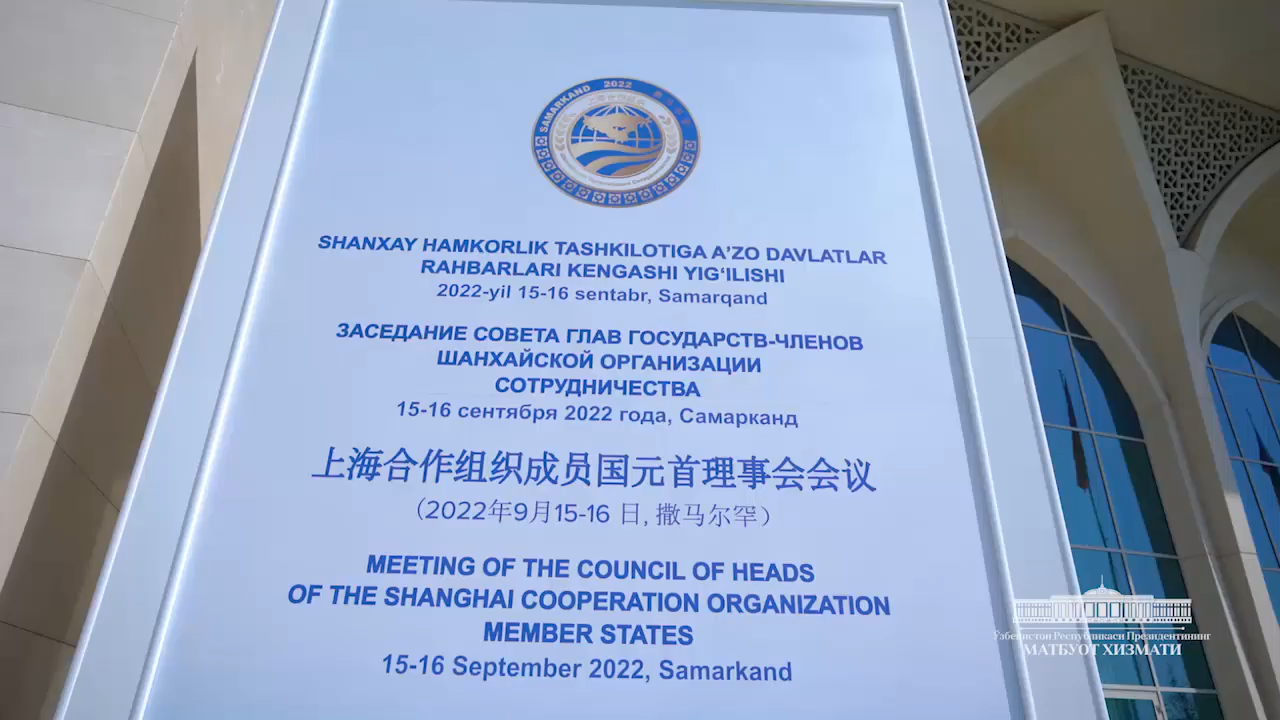 SAMARKAND 2022
SHANXAY HAMKORLIK TASHKILOTIGA A’ZO DAVLATLAR
RAHBARLARI KENGASHI YIG‘ILISHI
2022-yil 15-16 sentabr, Samarqand
ЗАСЕДАНИЕ СОВЕТА ГЛАВ ГОСУДАРСТВ-ЧЛЕНОВ
ШАНХАЙСКОЙ ОРГАНИЗАЦИИ
СОТРУДНИЧЕСТВА
15-16 сентября 2022 года, Самарканд
上海合作组织成员国元首理事会会议
（2022年9月15-16 日, 撒马尔罕）
MEETING OF THE COUNCIL OF HEADS
OF THE SHANGHAI COOPERATION ORGANIZATION
MEMBER STATES
15-16 September 2022, Samarkand
Ўзбекистон Республикаси Президентининг
МАТБУОТ ХИЗМАТИ